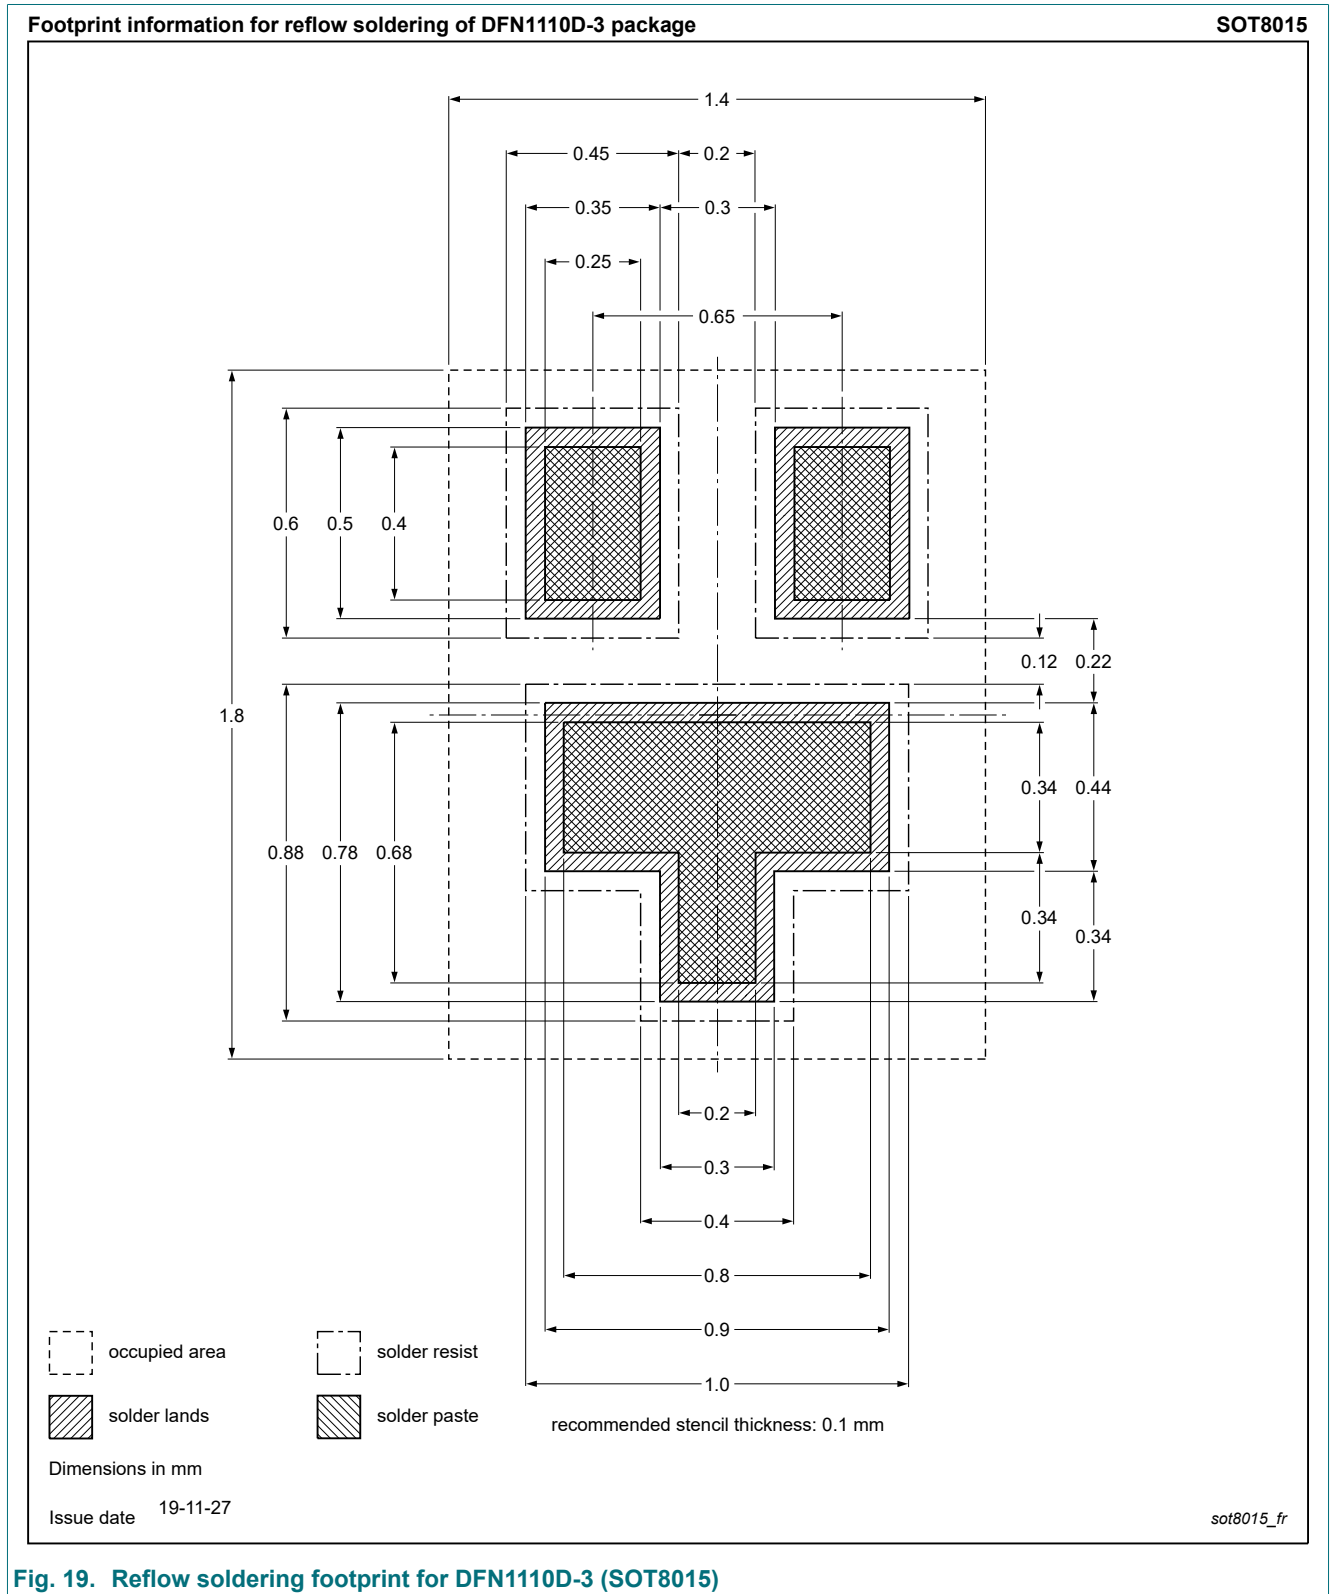 Footprint information for reflow soldering of DFN1110D-3 package SOT8015
1.4
0.45 0.2
0.35 0.3
0.25
0.65
0.6 0.5 0.4
0.12 0.22
1.8
0.34 0.44
0.88 0.78 0.68
0.34 0.34
0.2
0.3
0.4
0.8
0.9
1.0
occupied area solder resist
solder lands solder paste
recommended stencil thickness: 0.1 mm
Dimensions in mm
Issue date 19-11-27
sot8015_fr
Fig. 19. Reflow soldering footprint for DFN1110D-3 (SOT8015)